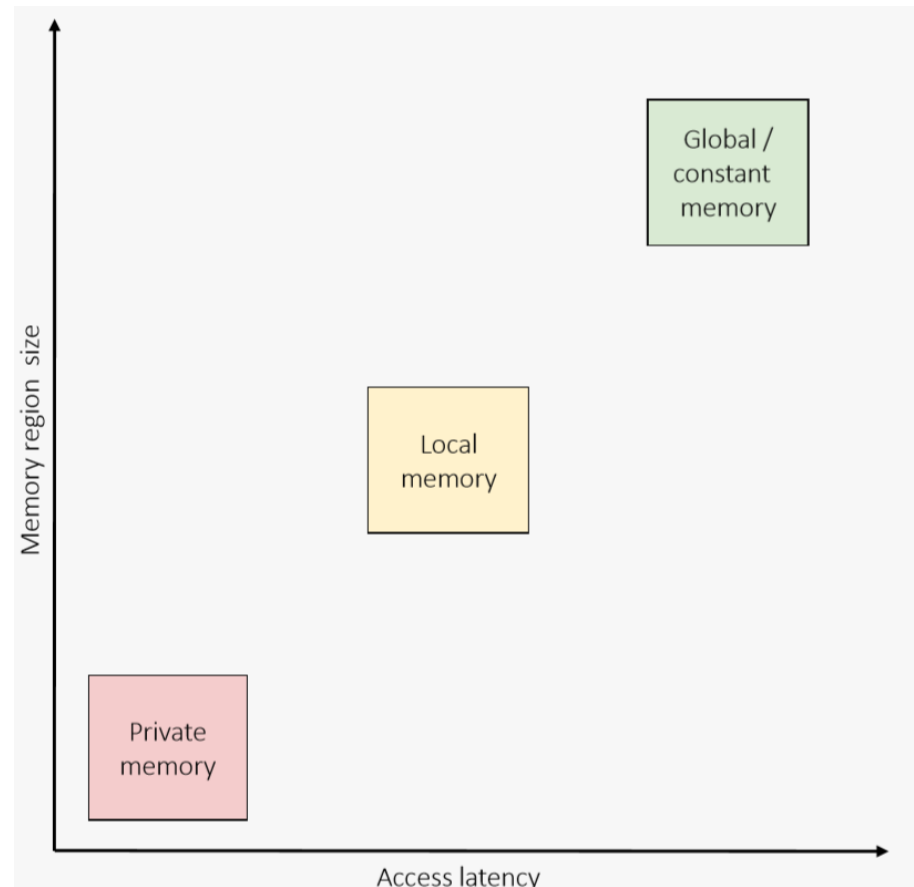 Global /
constant
memory
Memory region size
Local
memory
Private
memory
Access latency